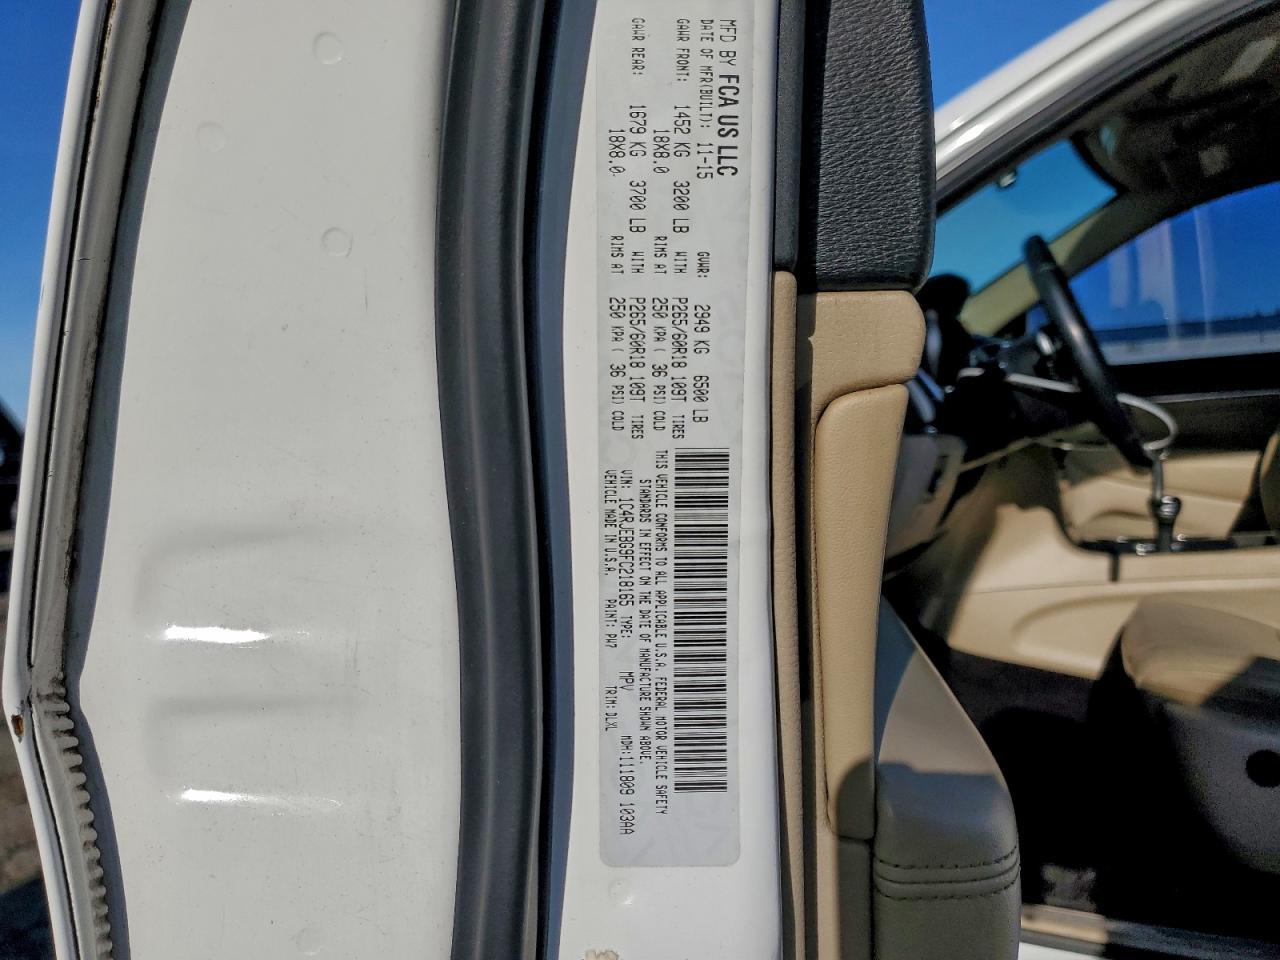 MFD BY FCA US LLC
DATE OF MFR(BUILT): 11-15 GVWR: 2949 KG 6500 LB
GAWR FRONT: 1452 KG 3200 LB WITH P265/60R18 109T TIRES
18X8.0 RIMS AT 250 KPA ( 36 PSI) COLD
GAWR REAR: 1679 KG 3700 LB WITH P265/60R18 109T TIRES
18X8.0 RIMS AT 250 KPA ( 36 PSI) COLD
THIS VEHICLE CONFORMS TO ALL APPLICABLE U.S.A. FEDERAL MOTOR VEHICLE SAFETY
STANDARDS IN EFFECT ON THE DATE OF MANUFACTURE SHOWN ABOVE.
VIN: 1C4RJEBG9FC218165 TYPE: MPV MDH:111809 103AA
VEHICLE MADE IN U.S.A. PAINT: PW7 TRIM: DLXL